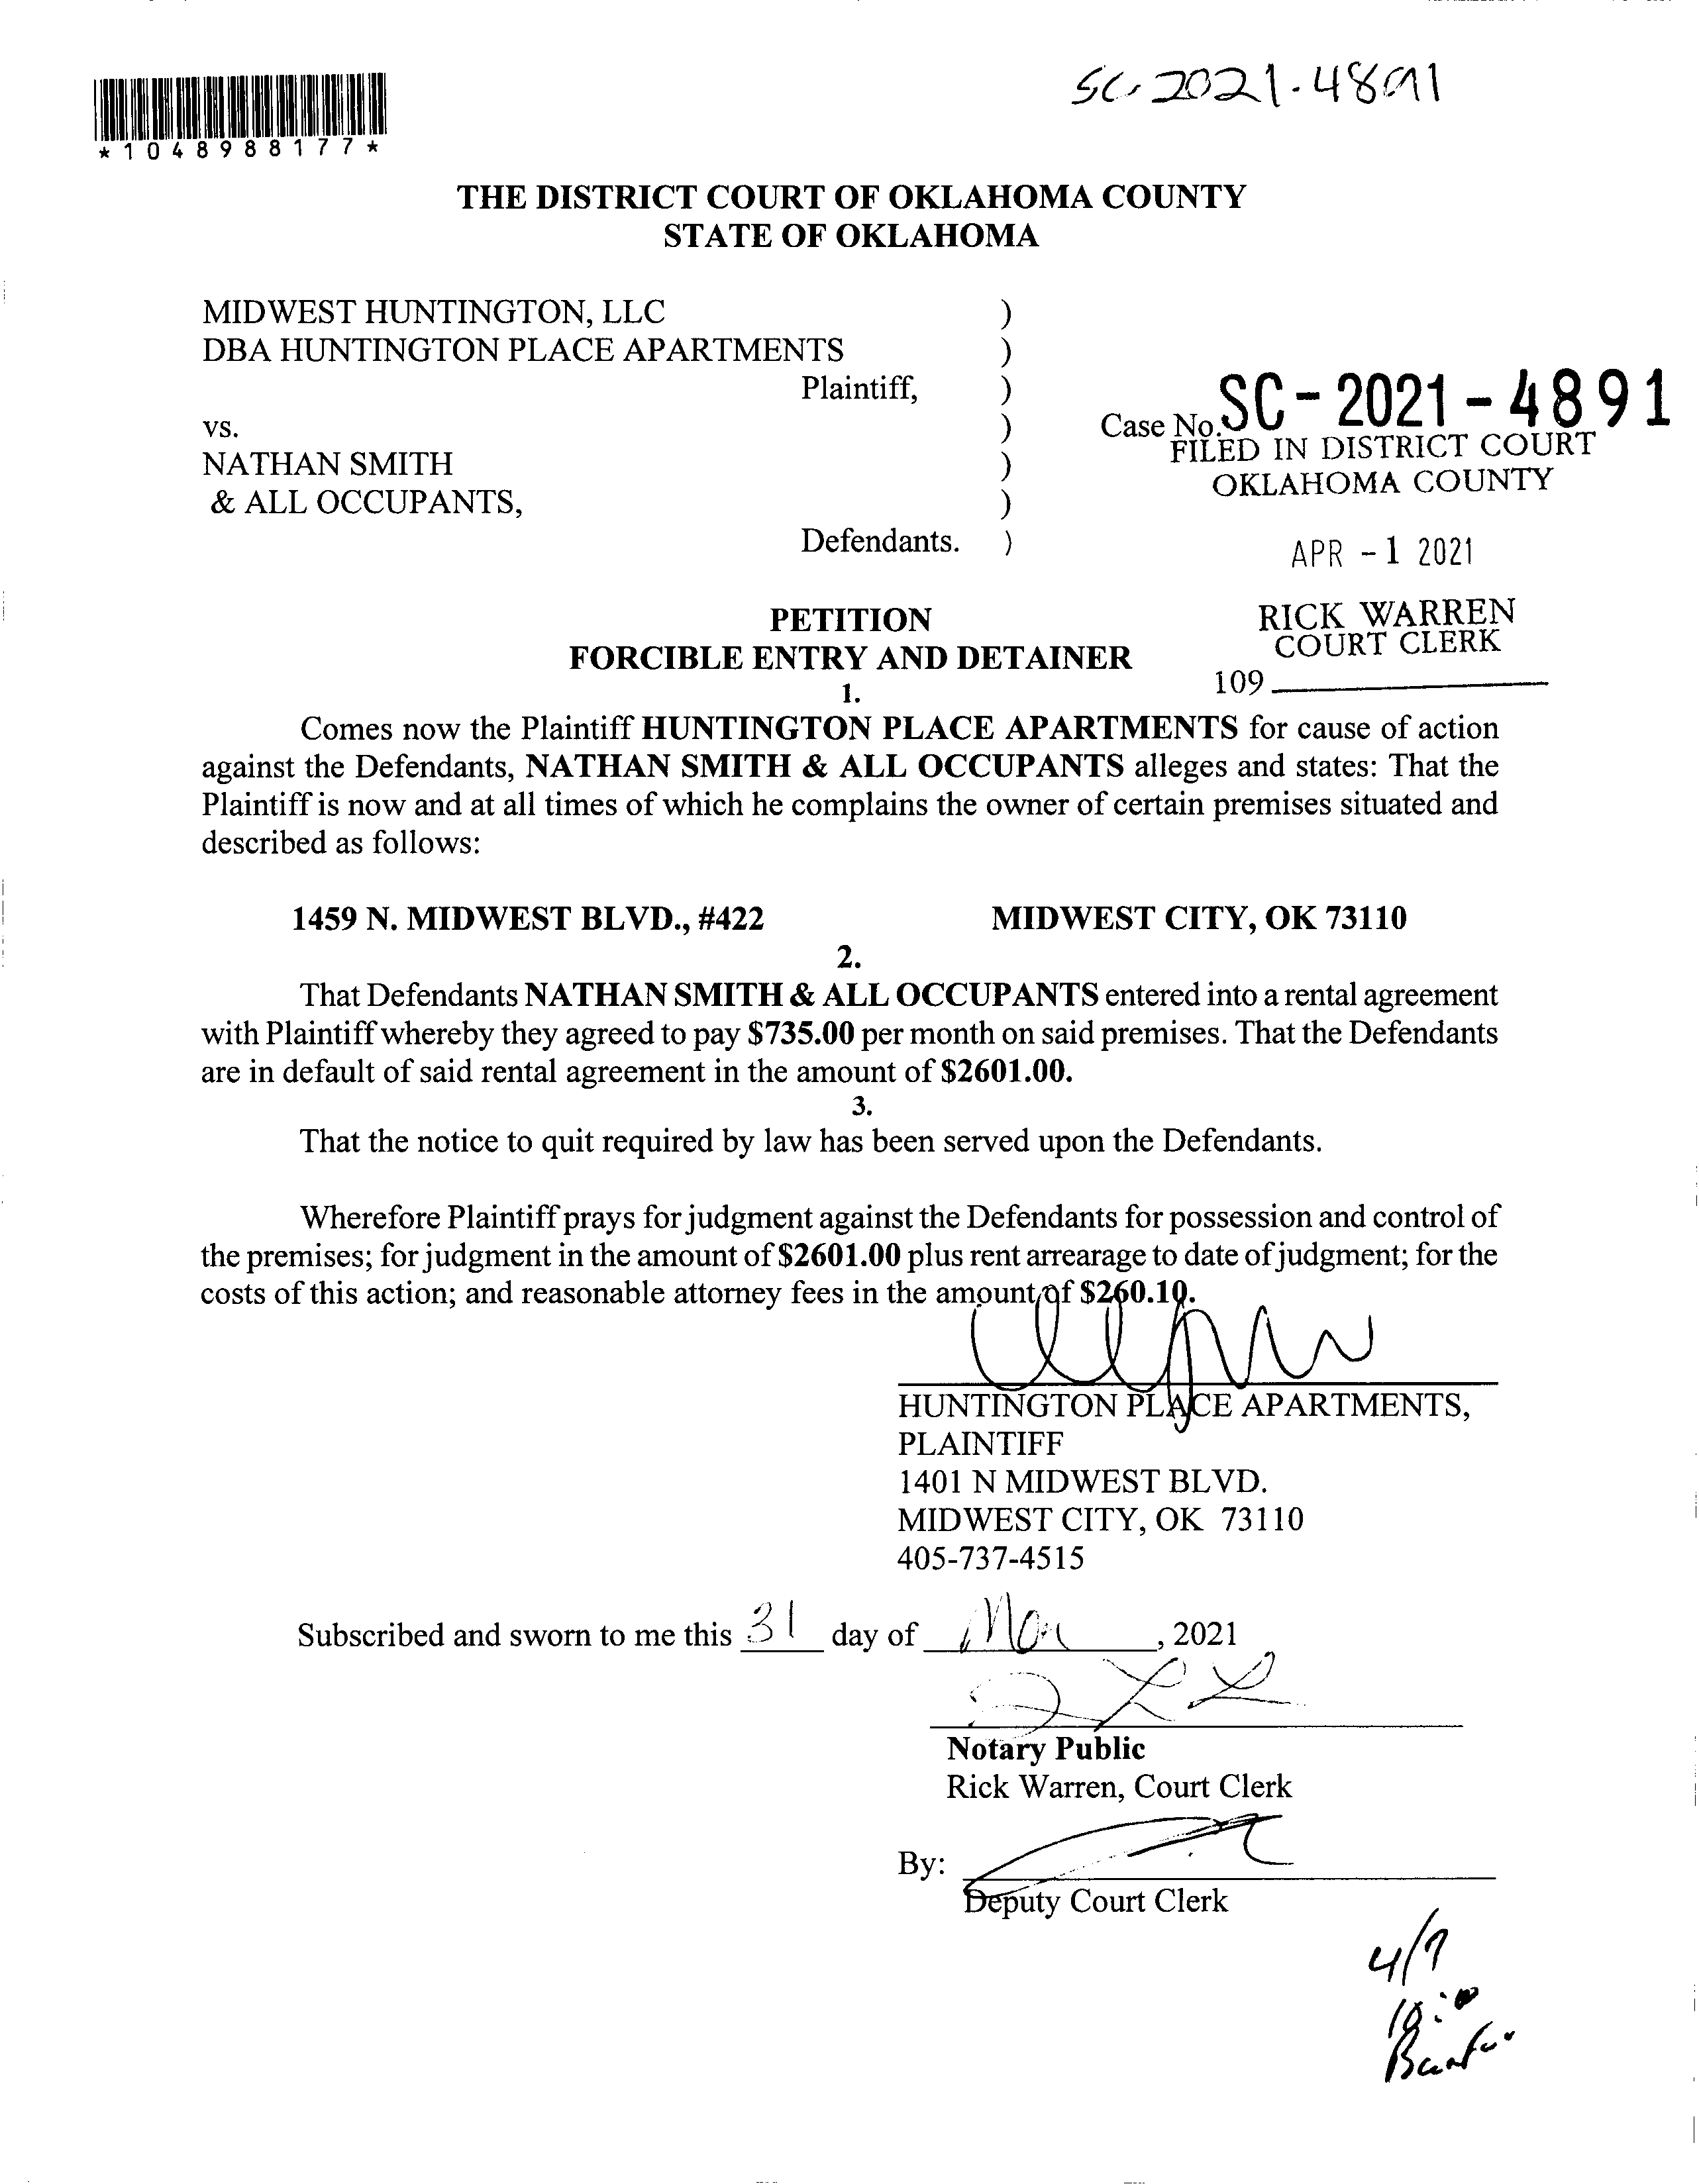 SC-2021-4891
*1048988177*
THE DISTRICT COURT OF OKLAHOMA COUNTY
STATE OF OKLAHOMA
MIDWEST HUNTINGTON, LLC )
DBA HUNTINGTON PLACE APARTMENTS )
Plaintiff, )
vs. ) Case No. SC-2021-4891
NATHAN SMITH ) FILED IN DISTRICT COURT
& ALL OCCUPANTS, ) OKLAHOMA COUNTY
Defendants. )
APR -1 2021
PETITION
RICK WARREN
COURT CLERK
FORCIBLE ENTRY AND DETAINER
109
1.
Comes now the Plaintiff HUNTINGTON PLACE APARTMENTS for cause of action
against the Defendants, NATHAN SMITH & ALL OCCUPANTS alleges and states: That the
Plaintiff is now and at all times of which he complains the owner of certain premises situated and
described as follows:
1459 N. MIDWEST BLVD., #422 MIDWEST CITY, OK 73110
2.
That Defendants NATHAN SMITH & ALL OCCUPANTS entered into a rental agreement
with Plaintiff whereby they agreed to pay $735.00 per month on said premises. That the Defendants
are in default of said rental agreement in the amount of $2601.00.
3.
That the notice to quit required by law has been served upon the Defendants.
Wherefore Plaintiff prays for judgment against the Defendants for possession and control of
the premises; for judgment in the amount of $2601.00 plus rent arrearage to date of judgment; for the
costs of this action; and reasonable attorney fees in the amount of $260.10.
HUNTINGTON PLACE APARTMENTS,
PLAINTIFF
1401 N MIDWEST BLVD.
MIDWEST CITY, OK 73110
405-737-4515
Subscribed and sworn to me this 31 day of Mar, 2021
Notary Public
Rick Warren, Court Clerk
By:
Deputy Court Clerk